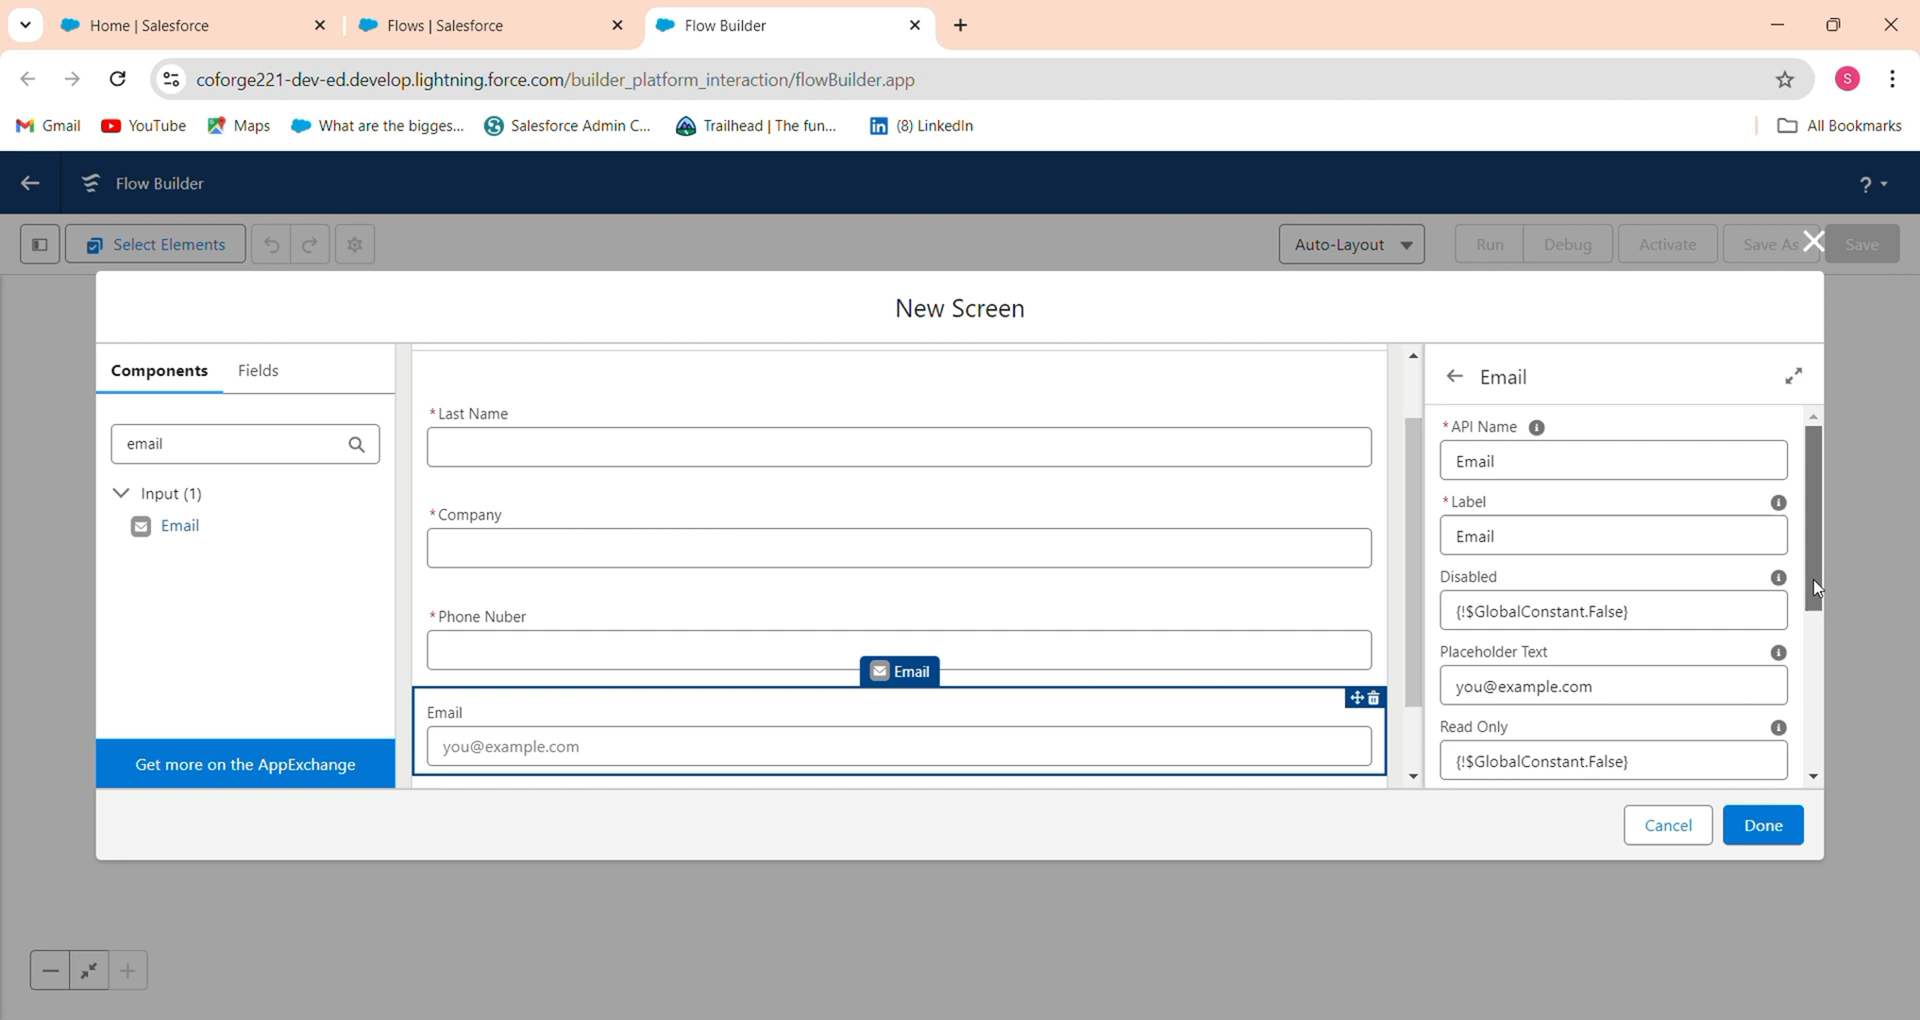 Home | Salesforce
Flows | Salesforce
Flow Builder
coforge221-dev-ed.develop.lightning.force.com/builder_platform_interaction/flowBuilder.app
S
Gmail
YouTube
Maps
What are the bigges...
Salesforce Admin C...
Trailhead | The fun...
(8) LinkedIn
All Bookmarks
Flow Builder
?
Select Elements
Auto-Layout
Run
Debug
Activate
Save As
Save
New Screen
Components
Fields
email
Input (1)
Email
Get more on the AppExchange
* Last Name
* Company
* Phone Nuber
Email
Email
you@example.com
Email
* API Name
Email
* Label
Email
Disabled
{!$GlobalConstant.False}
Placeholder Text
you@example.com
Read Only
{!$GlobalConstant.False}
Cancel
Done